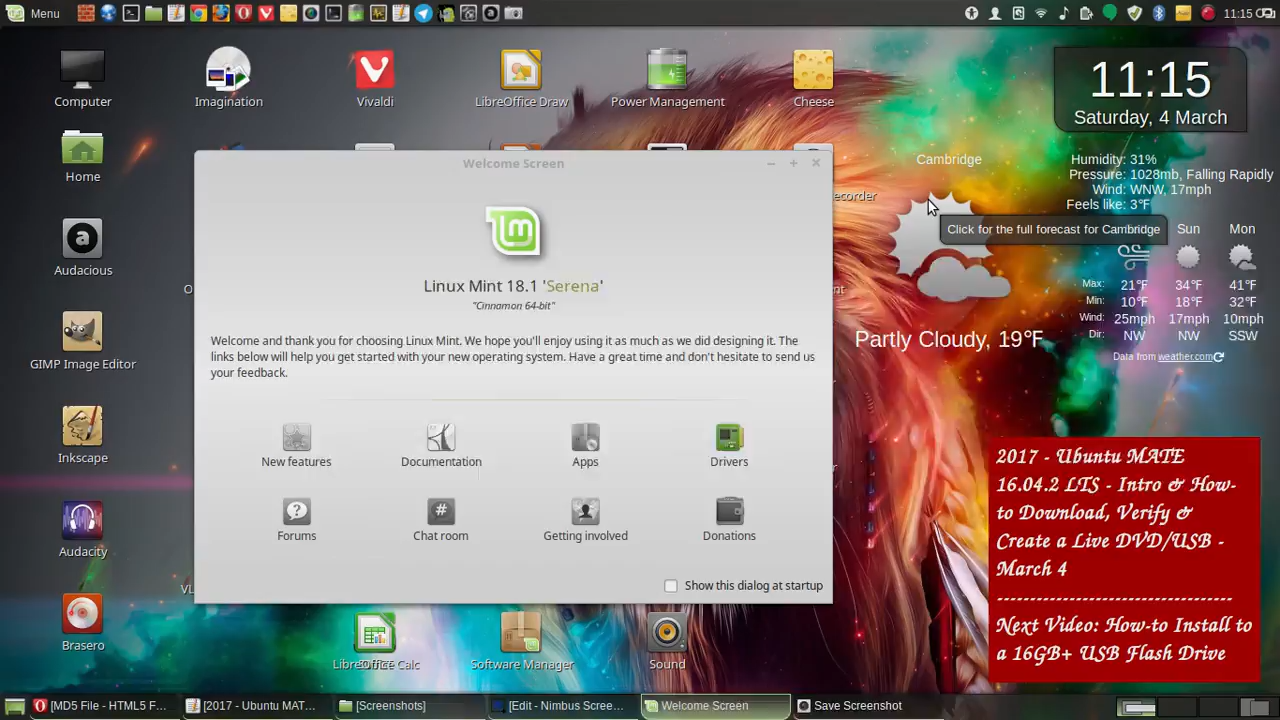 Menu
11:15
Computer
Imagination
Vivaldi
LibreOffice Draw
Power Management
Cheese
11:15
Saturday, 4 March
Home
Audacious
GIMP Image Editor
Inkscape
Audacity
Brasero
ecorder
Welcome Screen
Linux Mint 18.1 'Serena'
"Cinnamon 64-bit"
Welcome and thank you for choosing Linux Mint. We hope you'll enjoy using it as much as we did designing it. The
links below will help you get started with your new operating system. Have a great time and don't hesitate to send us
your feedback.
New features
Documentation
Apps
Drivers
Forums
Chat room
Getting involved
Donations
Show this dialog at startup
Cambridge
Humidity: 31%
Pressure: 1028mb, Falling Rapidly
Wind: WNW, 17mph
Feels like: 3°F
Click for the full forecast for Cambridge
Sun Mon
Max: 21°F 34°F 41°F
Min: 10°F 18°F 32°F
Wind: 25mph 17mph 10mph
Dir: NW NW SSW
Partly Cloudy, 19°F
Data from weather.com
2017 - Ubuntu MATE
16.04.2 LTS - Intro & How-
to Download, Verify &
Create a Live DVD/USB -
March 4
-----------------------------------
Next Video: How-to Install to
a 16GB+ USB Flash Drive
LibreOffice Calc
Software Manager
Sound
[MD5 File - HTML5 F...
[2017 - Ubuntu MAT...
[Screenshots]
[Edit - Nimbus Scree...
Welcome Screen
Save Screenshot